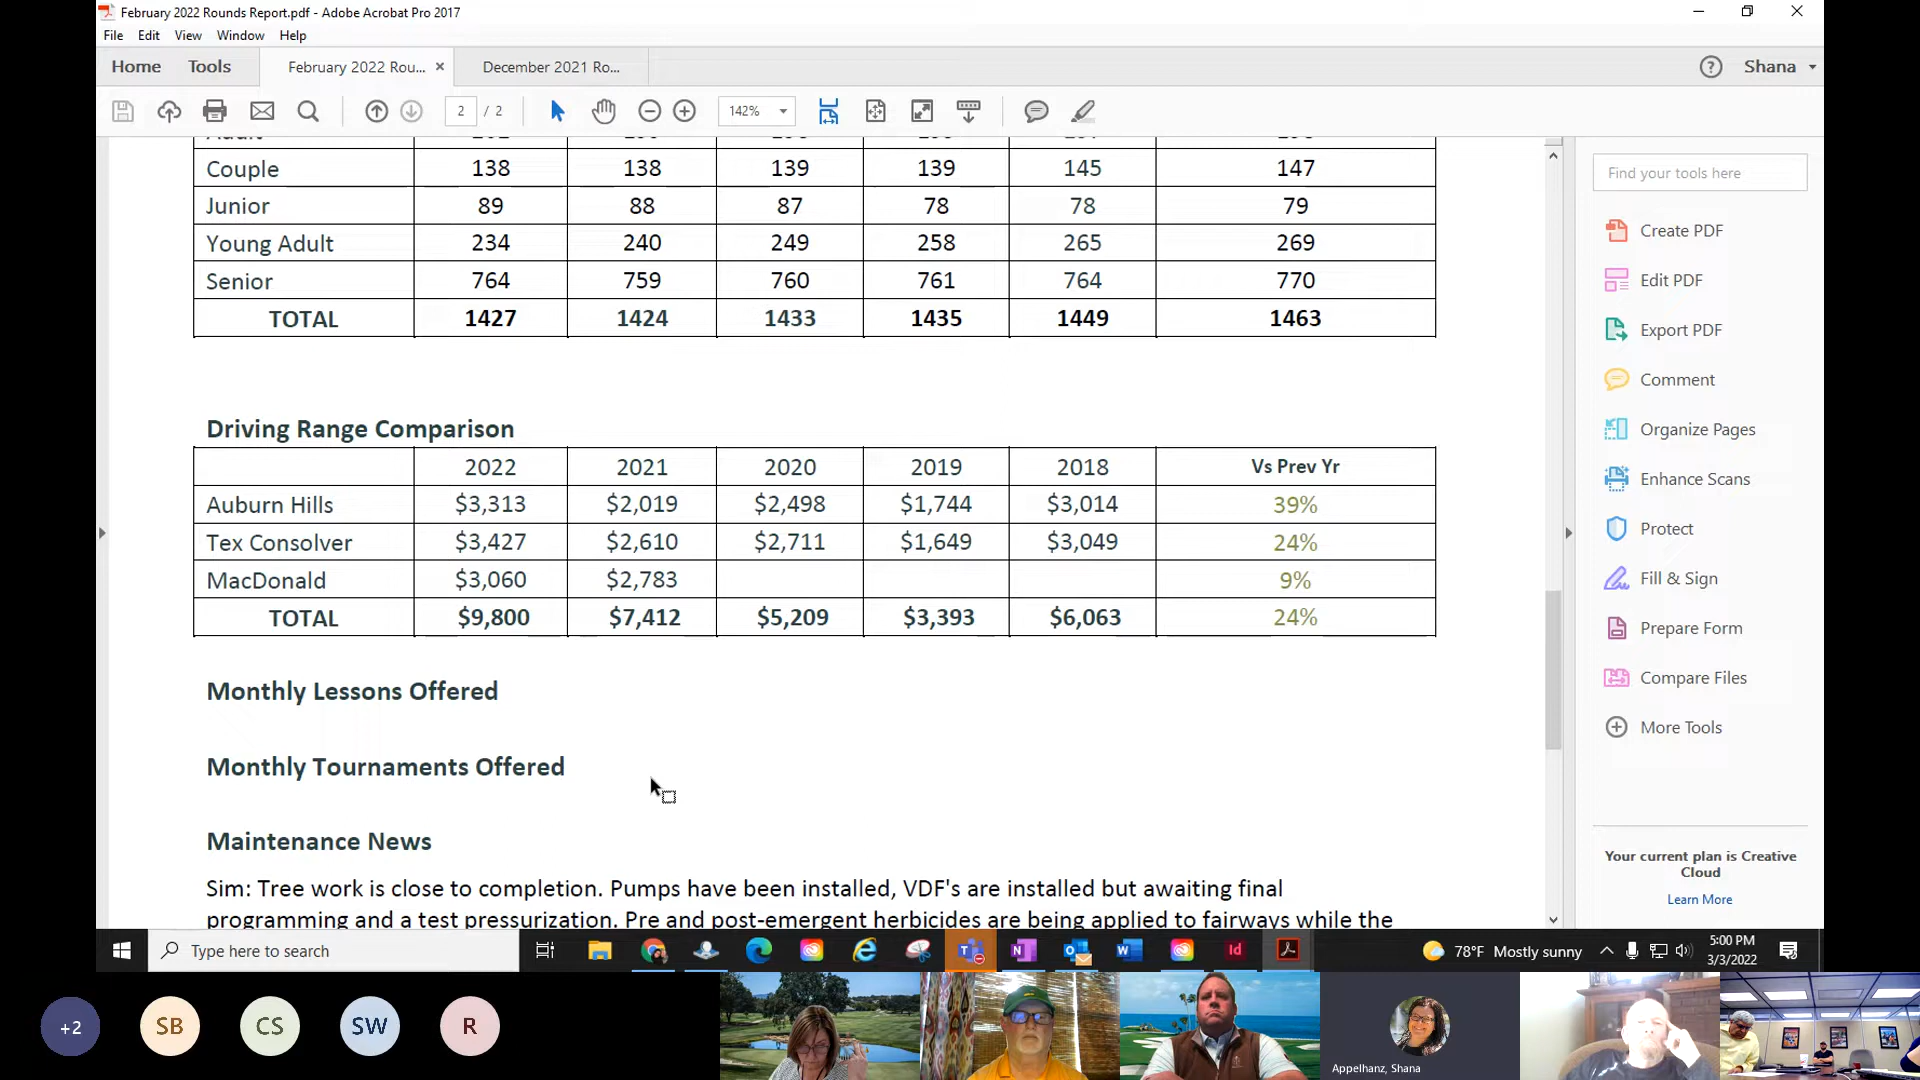 February 2022 Rounds Report.pdf - Adobe Acrobat Pro 2017
File Edit View Window Help
Home Tools February 2022 Rou... × December 2021 Ro... Shana
2 / 2 142%
Couple 138 138 139 139 145 147
Junior 89 88 87 78 78 79
Young Adult 234 240 249 258 265 269
Senior 764 759 760 761 764 770
TOTAL 1427 1424 1433 1435 1449 1463
Driving Range Comparison
2022 2021 2020 2019 2018 Vs Prev Yr
Auburn Hills $3,313 $2,019 $2,498 $1,744 $3,014 39%
Tex Consolver $3,427 $2,610 $2,711 $1,649 $3,049 24%
MacDonald $3,060 $2,783 9%
TOTAL $9,800 $7,412 $5,209 $3,393 $6,063 24%
Monthly Lessons Offered
Monthly Tournaments Offered
Maintenance News
Sim: Tree work is close to completion. Pumps have been installed, VDF's are installed but awaiting final
programming and a test pressurization. Pre and post-emergent herbicides are being applied to fairways while the
Find your tools here
Create PDF
Edit PDF
Export PDF
Comment
Organize Pages
Enhance Scans
Protect
Fill & Sign
Prepare Form
Compare Files
More Tools
Your current plan is Creative
Cloud
Learn More
Type here to search
78°F Mostly sunny
5:00 PM
3/3/2022
+2 SB CS SW R
Appelhanz, Shana